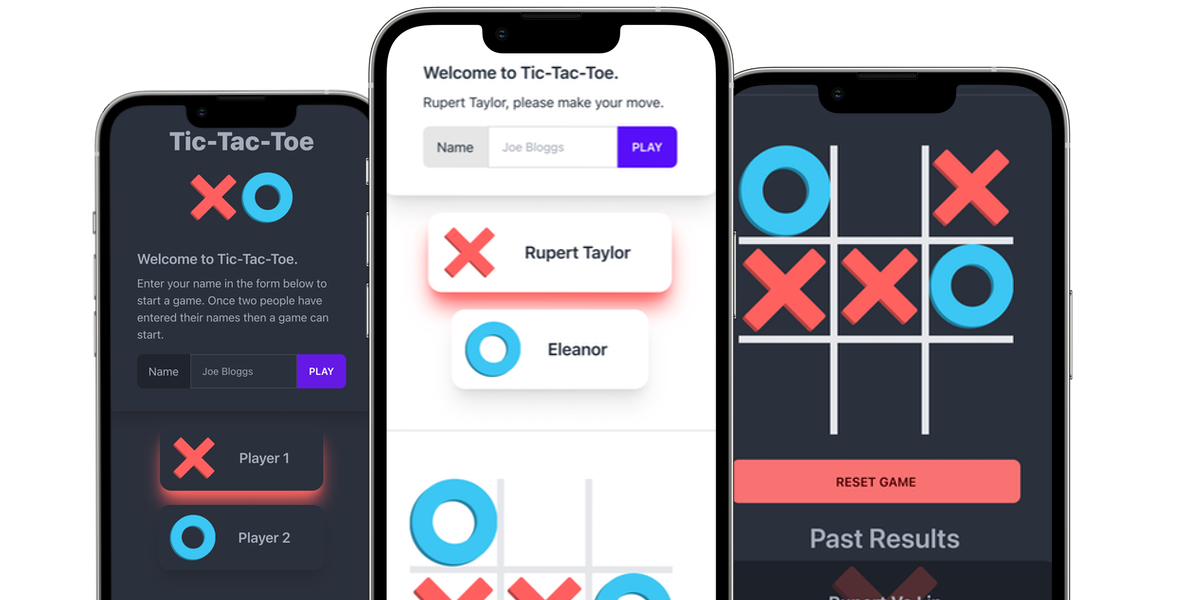 Tic-Tac-Toe
Welcome to Tic-Tac-Toe.
Enter your name in the form below to
start a game. Once two people have
entered their names then a game can
start.
Name Joe Bloggs PLAY
Player 1
Player 2
Welcome to Tic-Tac-Toe.
Rupert Taylor, please make your move.
Name Joe Bloggs PLAY
Rupert Taylor
Eleanor
RESET GAME
Past Results